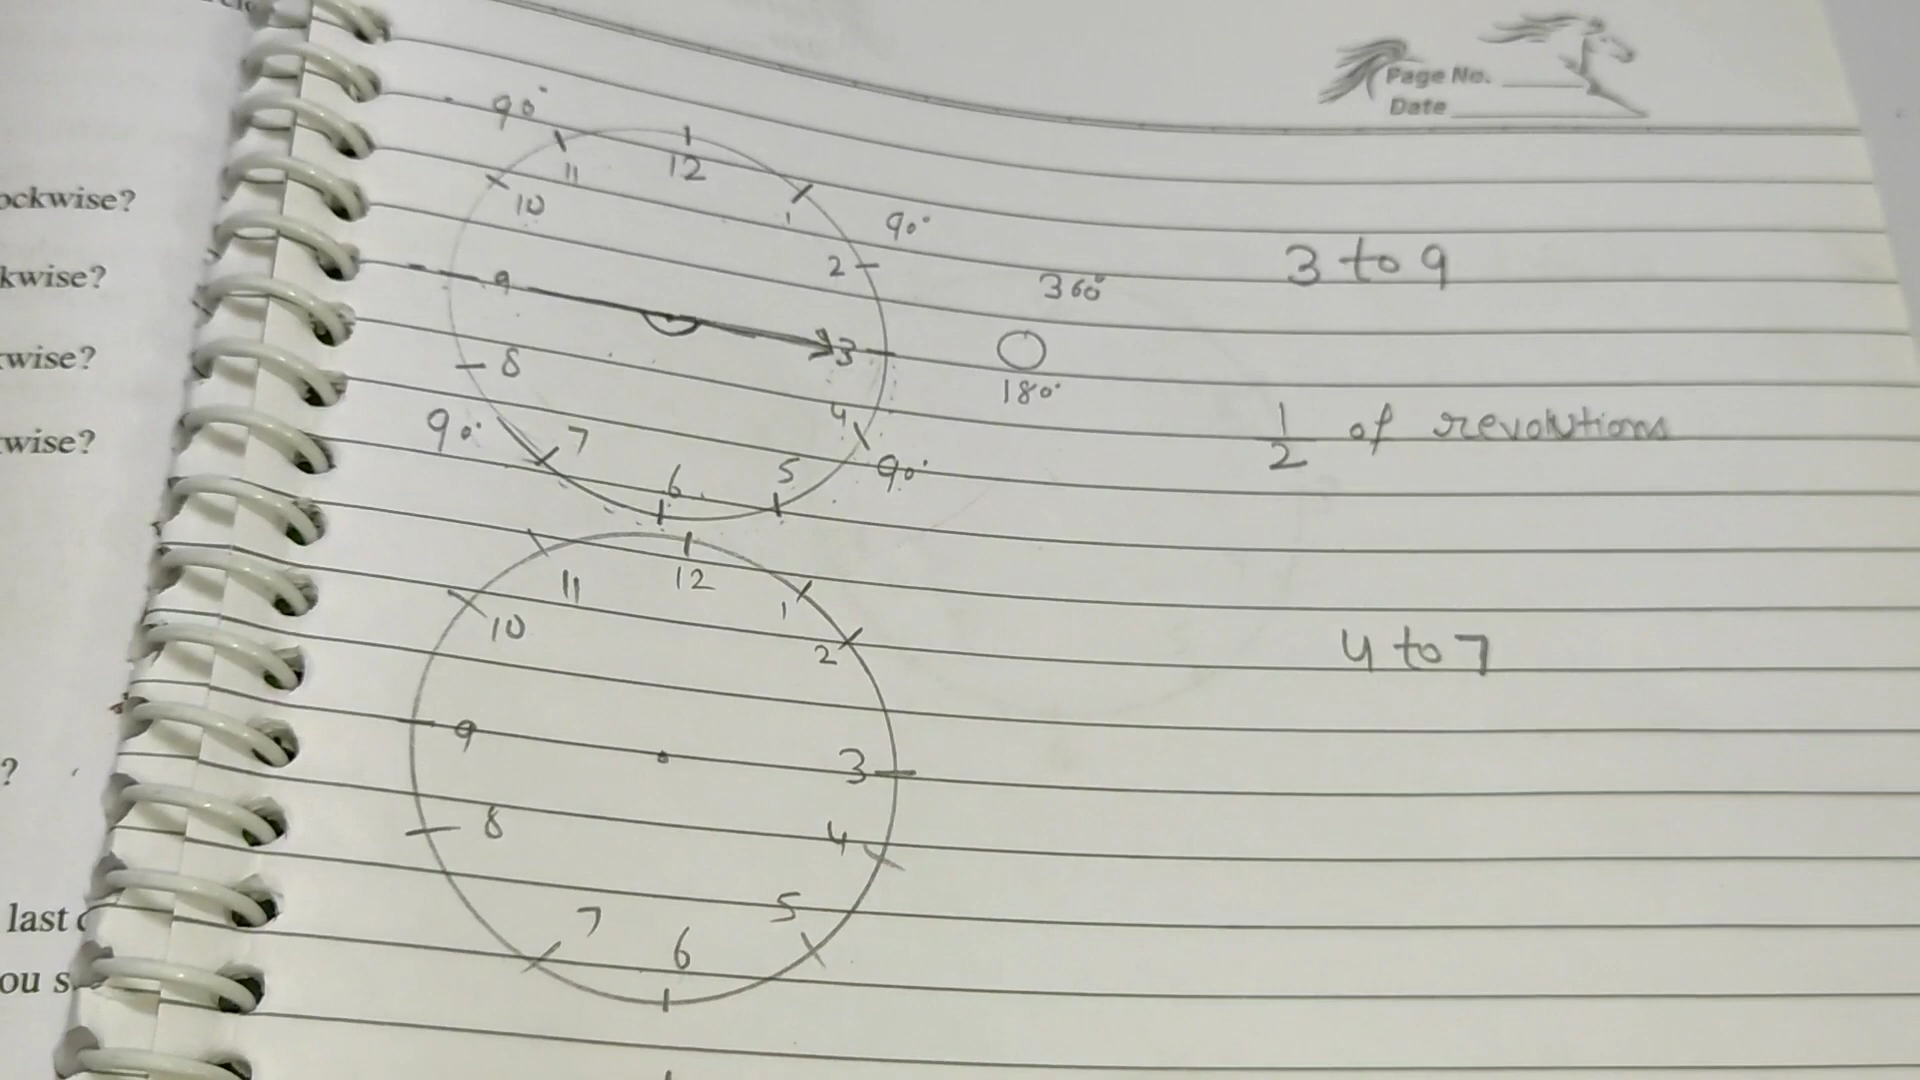 Page No.
Date
ockwise?
kwise?
wise?
wise?
?
last
ou s
90°
90°
90°
90°
12
1
2
3
4
5
6
7
8
9
10
11
360°
180°
3 to 9
1/2 of revolutions
12
1
2
3
4
5
6
7
8
9
10
11
4 to 7